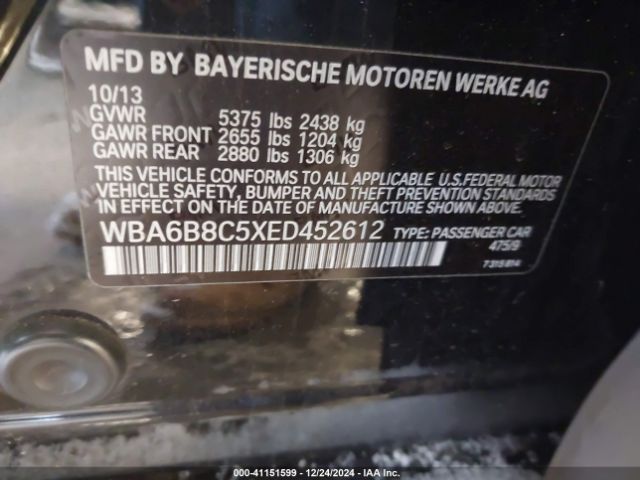 MFD BY BAYERISCHE MOTOREN WERKE AG
10/13
GVWR 5375 lbs 2438 kg
GAWR FRONT 2655 lbs 1204 kg
GAWR REAR 2880 lbs 1306 kg
THIS VEHICLE CONFORMS TO ALL APPLICABLE U.S.FEDERAL MOTOR
VEHICLE SAFETY, BUMPER AND THEFT PREVENTION STANDARDS
IN EFFECT ON THE DATE OF MANUFACTURE SHOWN ABOVE.
WBA6B8C5XED452612 TYPE: PASSENGER CAR
475/9
7 315 814
0-41151599 - 12/24/2024 - IAA Inc.